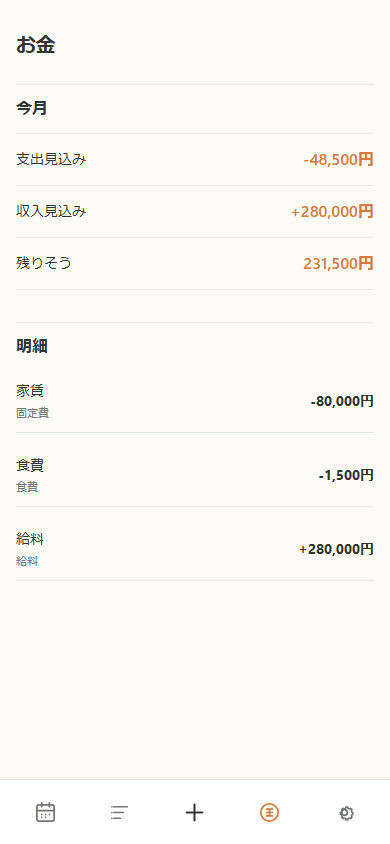 お金
今月
支出見込み
-48,500円
収入見込み
+280,000円
残りそう
231,500円
明細
家賃
固定費
-80,000円
食費
食費
-1,500円
給料
給料
+280,000円